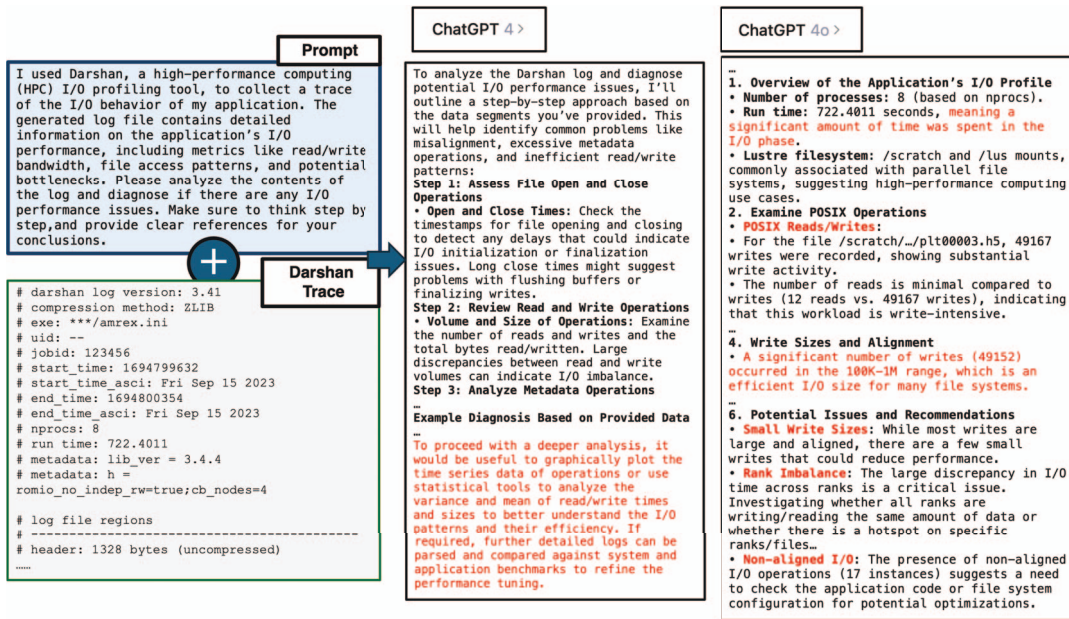 Prompt
I used Darshan, a high-performance computing
(HPC) I/O profiling tool, to collect a trace
of the I/O behavior of my application. The
generated log file contains detailed
information on the application's I/O
performance, including metrics like read/write
bandwidth, file access patterns, and potential
bottlenecks. Please analyze the contents of
the log and diagnose if there are any I/O
performance issues. Make sure to think step by
step,and provide clear references for your
conclusions.
Darshan
Trace
# darshan log version: 3.41
# compression method: ZLIB
# exe: ***/amrex.ini
# uid: --
# jobid: 123456
# start_time: 1694799632
# start_time_asci: Fri Sep 15 2023
# end_time: 1694800354
# end_time_asci: Fri Sep 15 2023
# nprocs: 8
# run time: 722.4011
# metadata: lib_ver = 3.4.4
# metadata: h =
romio_no_indep_rw=true;cb_nodes=4
# log file regions
# -----------------------------------------
# header: 1328 bytes (uncompressed)
……
ChatGPT 4 >
To analyze the Darshan log and diagnose
potential I/O performance issues, I'll
outline a step-by-step approach based on
the data segments you've provided. This
will help identify common problems like
misalignment, excessive metadata
operations, and inefficient read/write
patterns:
Step 1: Assess File Open and Close
Operations
• Open and Close Times: Check the
timestamps for file opening and closing
to detect any delays that could indicate
I/O initialization or finalization
issues. Long close times might suggest
problems with flushing buffers or
finalizing writes.
Step 2: Review Read and Write Operations
• Volume and Size of Operations: Examine
the number of reads and writes and the
total bytes read/written. Large
discrepancies between read and write
volumes can indicate I/O imbalance.
Step 3: Analyze Metadata Operations
…
Example Diagnosis Based on Provided Data
…
To proceed with a deeper analysis, it
would be useful to graphically plot the
time series data of operations or use
statistical tools to analyze the
variance and mean of read/write times
and sizes to better understand the I/O
patterns and their efficiency. If
required, further detailed logs can be
parsed and compared against system and
application benchmarks to refine the
performance tuning.
ChatGPT 4o >
…
1. Overview of the Application's I/O Profile
• Number of processes: 8 (based on nprocs).
• Run time: 722.4011 seconds, meaning a
significant amount of time was spent in the
I/O phase.
• Lustre filesystem: /scratch and /lus mounts,
commonly associated with parallel file
systems, suggesting high-performance computing
use cases.
2. Examine POSIX Operations
• POSIX Reads/Writes:
• For the file /scratch/…/plt00003.h5, 49167
writes were recorded, showing substantial
write activity.
• The number of reads is minimal compared to
writes (12 reads vs. 49167 writes), indicating
that this workload is write-intensive.
…
4. Write Sizes and Alignment
• A significant number of writes (49152)
occurred in the 100K-1M range, which is an
efficient I/O size for many file systems.
…
6. Potential Issues and Recommendations
• Small Write Sizes: While most writes are
large and aligned, there are a few small
writes that could reduce performance.
• Rank Imbalance: The large discrepancy in I/O
time across ranks is a critical issue.
Investigating whether all ranks are
writing/reading the same amount of data or
whether there is a hotspot on specific
ranks/files…
• Non-aligned I/O: The presence of non-aligned
I/O operations (17 instances) suggests a need
to check the application code or file system
configuration for potential optimizations.